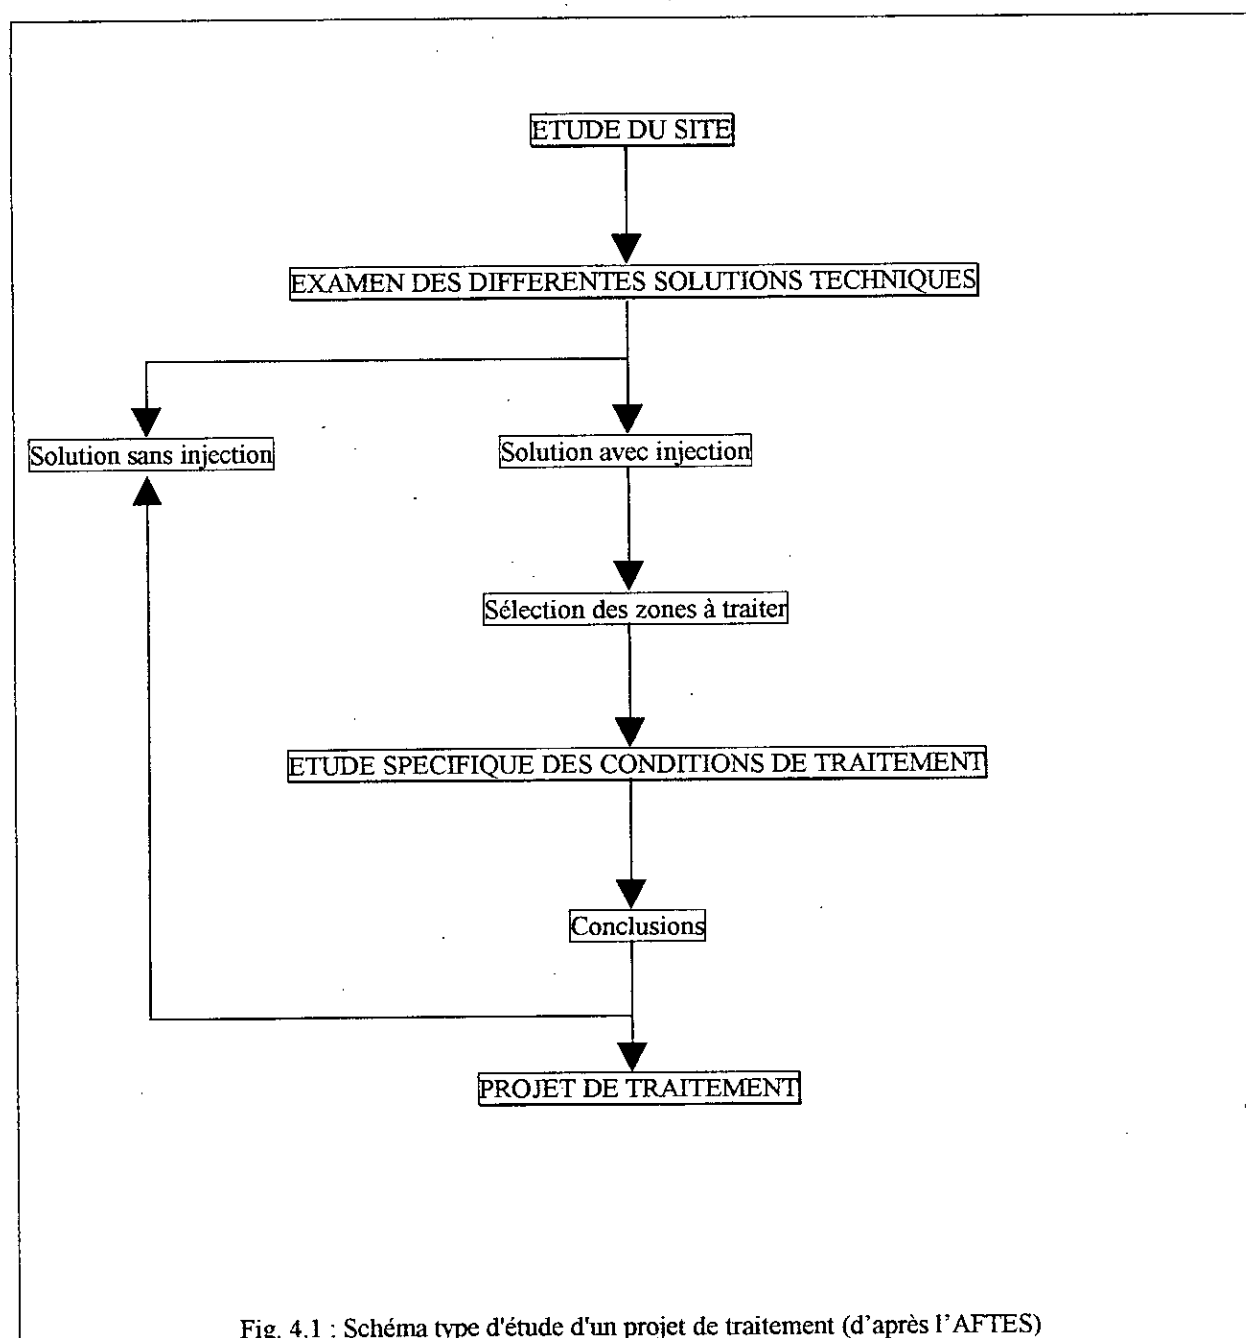 ETUDE DU SITE
EXAMEN DES DIFFERENTES SOLUTIONS TECHNIQUES
Solution sans injection
Solution avec injection
Sélection des zones à traiter
ETUDE SPECIFIQUE DES CONDITIONS DE TRAITEMENT
Conclusions
PROJET DE TRAITEMENT
Fig. 4.1 : Schéma type d'étude d'un projet de traitement (d'après l'AFTES)